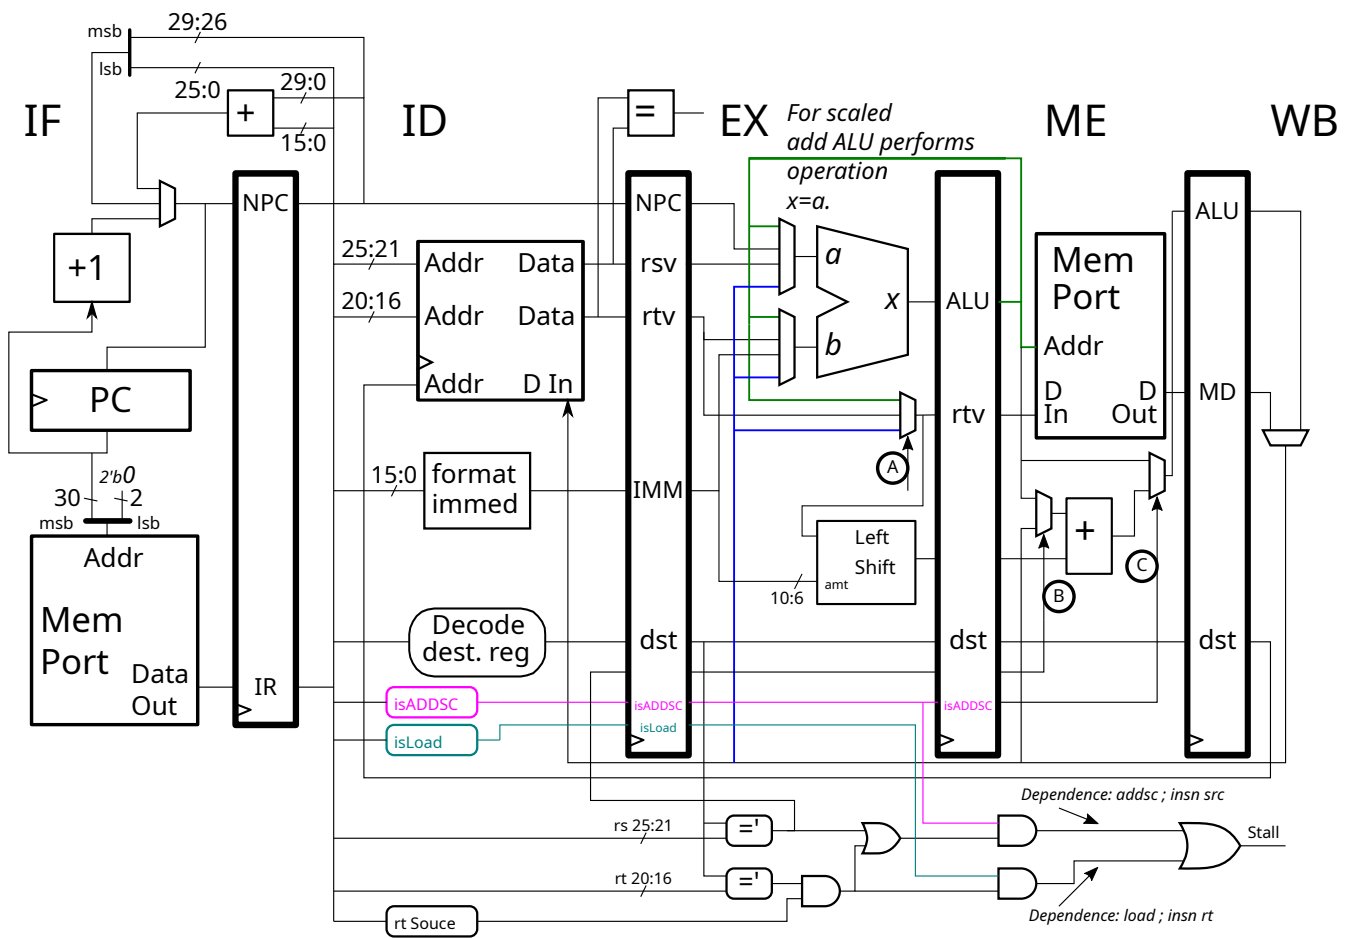 msb
29:26
lsb
25:0
29:0
15:0
+
IF
ID
=
EX
For scaled
add ALU performs
operation
x=a.
ME
WB
NPC
NPC
ALU
+1
25:21
Addr
Data
rsv
a
Mem
Port
20:16
Addr
Data
rtv
x
ALU
b
Addr
PC
Addr
D In
D
In
D
Out
MD
rtv
2'b0
30
2
msb
lsb
15:0
format
immed
IMM
A
Addr
Left
Shift
amt
10:6
+
B
C
Mem
Port
Data
Out
IR
Decode
dest. reg
dst
dst
dst
isADDSC
isADDSC
isADDSC
isLoad
isLoad
Dependence: addsc ; insn src
rs 25:21
='
Stall
rt 20:16
='
rt Souce
Dependence: load ; insn rt